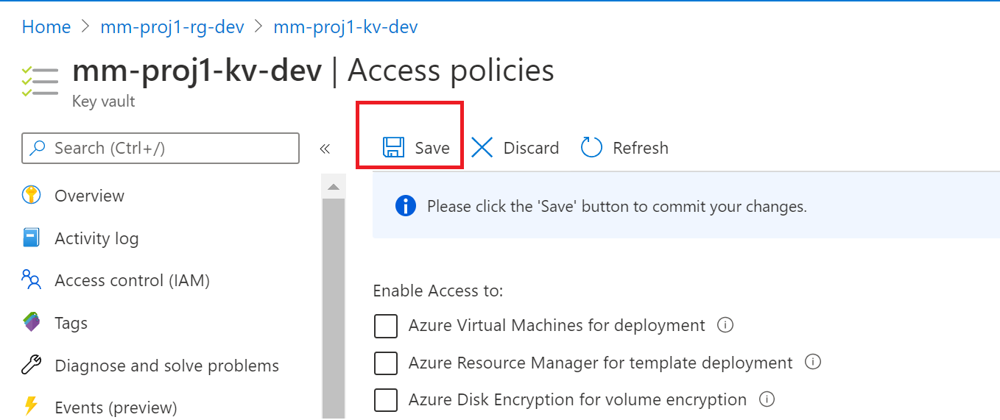 Home > mm-proj1-rg-dev > mm-proj1-kv-dev
mm-proj1-kv-dev | Access policies
Key vault
Search (Ctrl+/)
«
Save
Discard
Refresh
Overview
Activity log
Access control (IAM)
Tags
Diagnose and solve problems
Events (preview)
Please click the 'Save' button to commit your changes.
Enable Access to:
Azure Virtual Machines for deployment
Azure Resource Manager for template deployment
Azure Disk Encryption for volume encryption